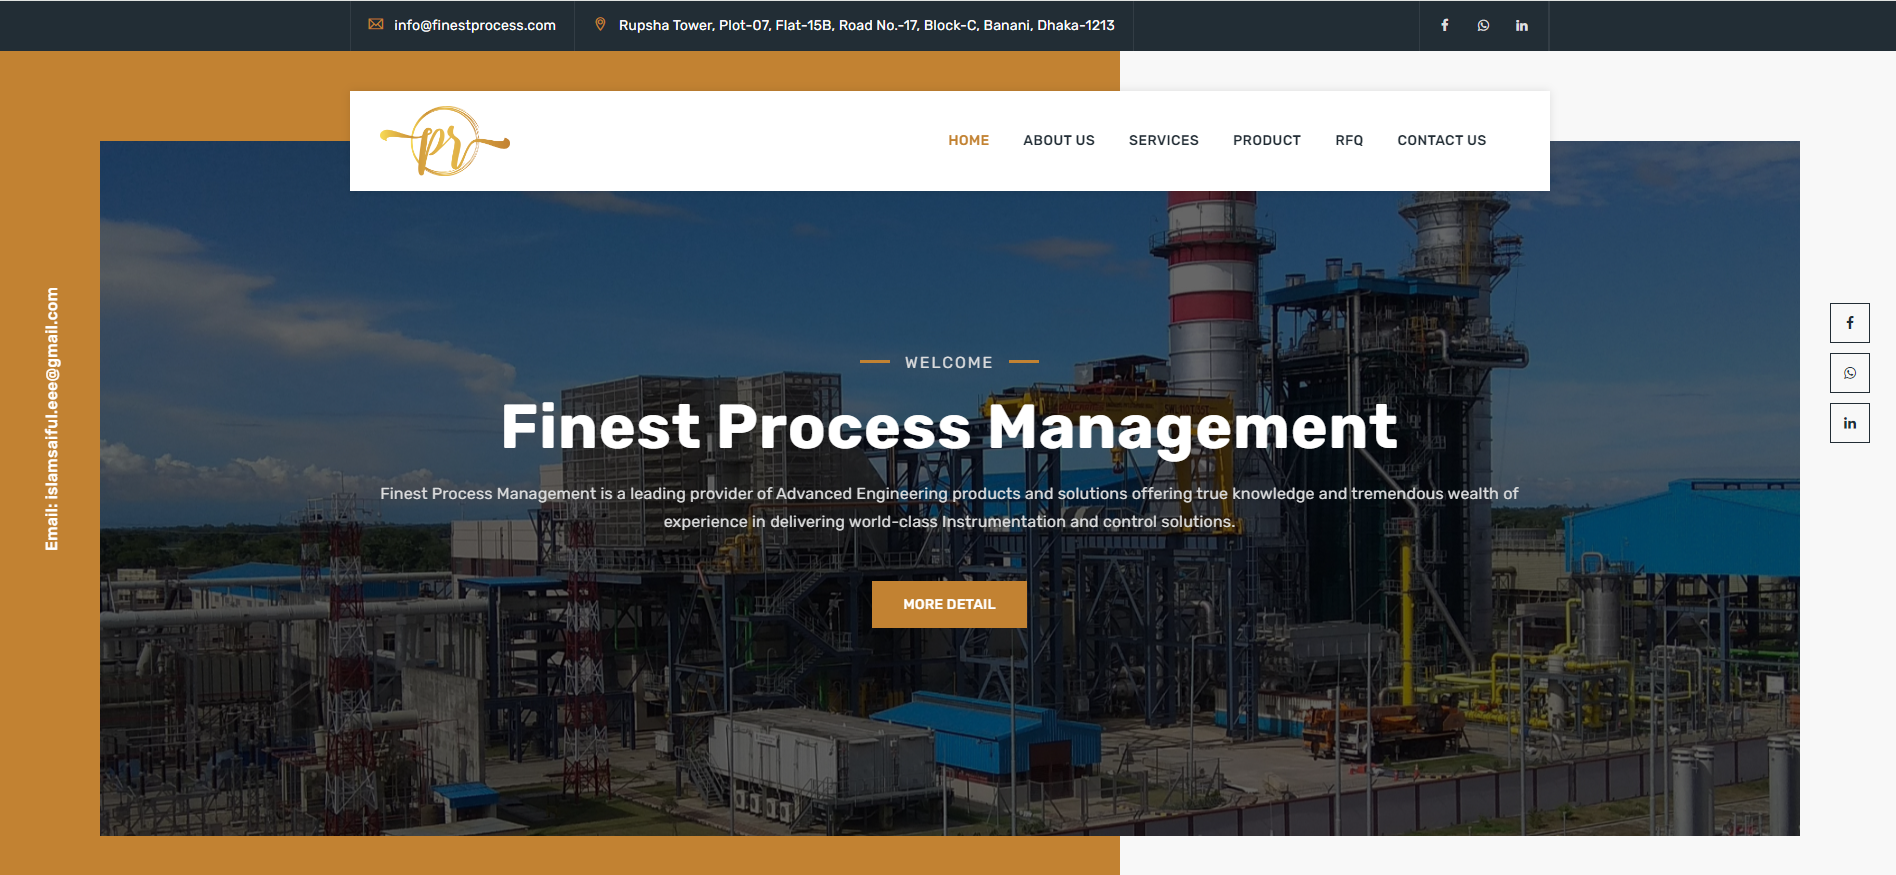 info@finestprocess.com
Rupsha Tower, Plot-07, Flat-15B, Road No.-17, Block-C, Banani, Dhaka-1213
pr
HOME
ABOUT US
SERVICES
PRODUCT
RFQ
CONTACT US
Email: islamsaiful.eee@gmail.com
WELCOME
Finest Process Management
Finest Process Management is a leading provider of Advanced Engineering products and solutions offering true knowledge and tremendous wealth of
experience in delivering world-class Instrumentation and control solutions.
MORE DETAIL